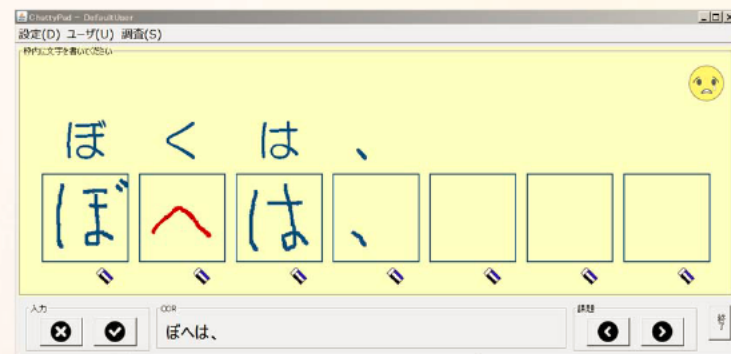 ChattyPad - DefaultUser
設定(D) ユーザ(U) 調査(S)
枠内に文字を書いてください
ぼくは、
ぼへは、
入力
OCR
ぼへは、
課題
終了